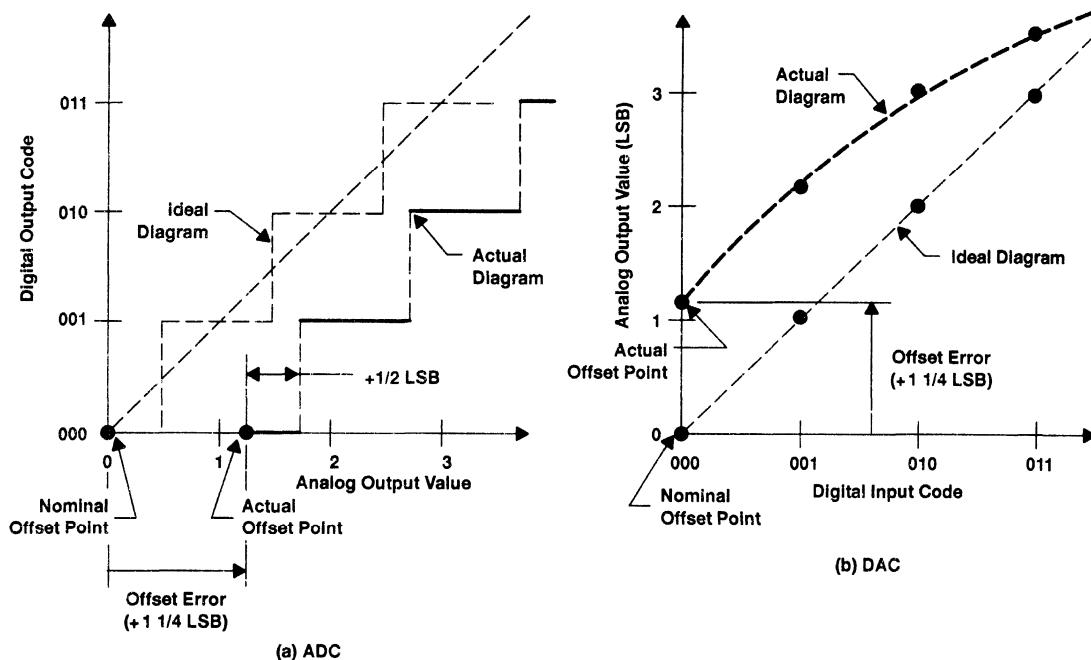 Digital Output Code
011
010
001
000
Ideal
Diagram
Actual
Diagram
+1/2 LSB
0
1
2
3
Analog Output Value
Nominal
Offset Point
Actual
Offset Point
Offset Error
(+1 1/4 LSB)
(a) ADC
Analog Output Value (LSB)
3
2
1
0
Actual
Diagram
Ideal Diagram
Actual
Offset Point
Offset Error
(+1 1/4 LSB)
000
001
010
011
Digital Input Code
Nominal
Offset Point
(b) DAC